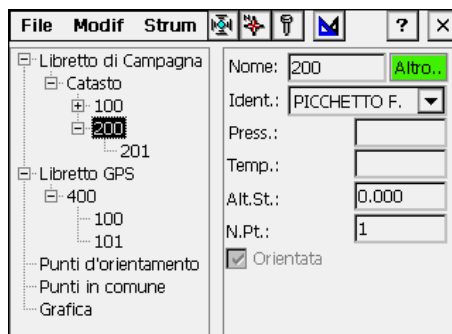 File Modif Strum ? ×
Libretto di Campagna
Catasto
100
200
201
Libretto GPS
400
100
101
Punti d'orientamento
Punti in comune
Grafica
Nome: 200 Altro..
Ident.: PICCHETTO F.
Press.:
Temp.:
Alt.St.: 0.000
N.Pt.: 1
Orientata